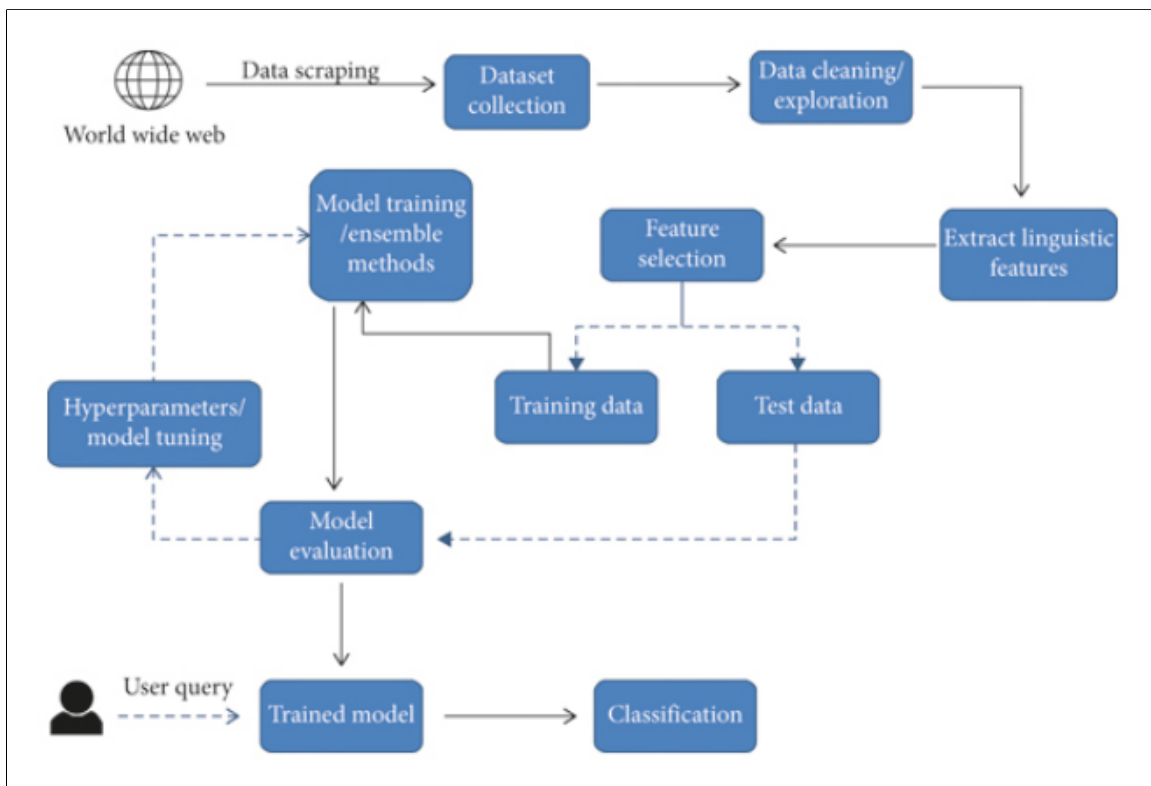 Data scraping
World wide web
Dataset
collection
Data cleaning/
exploration
Model training
/ensemble
methods
Feature
selection
Extract linguistic
features
Hyperparameters/
model tuning
Training data
Test data
Model
evaluation
User query
Trained model
Classification